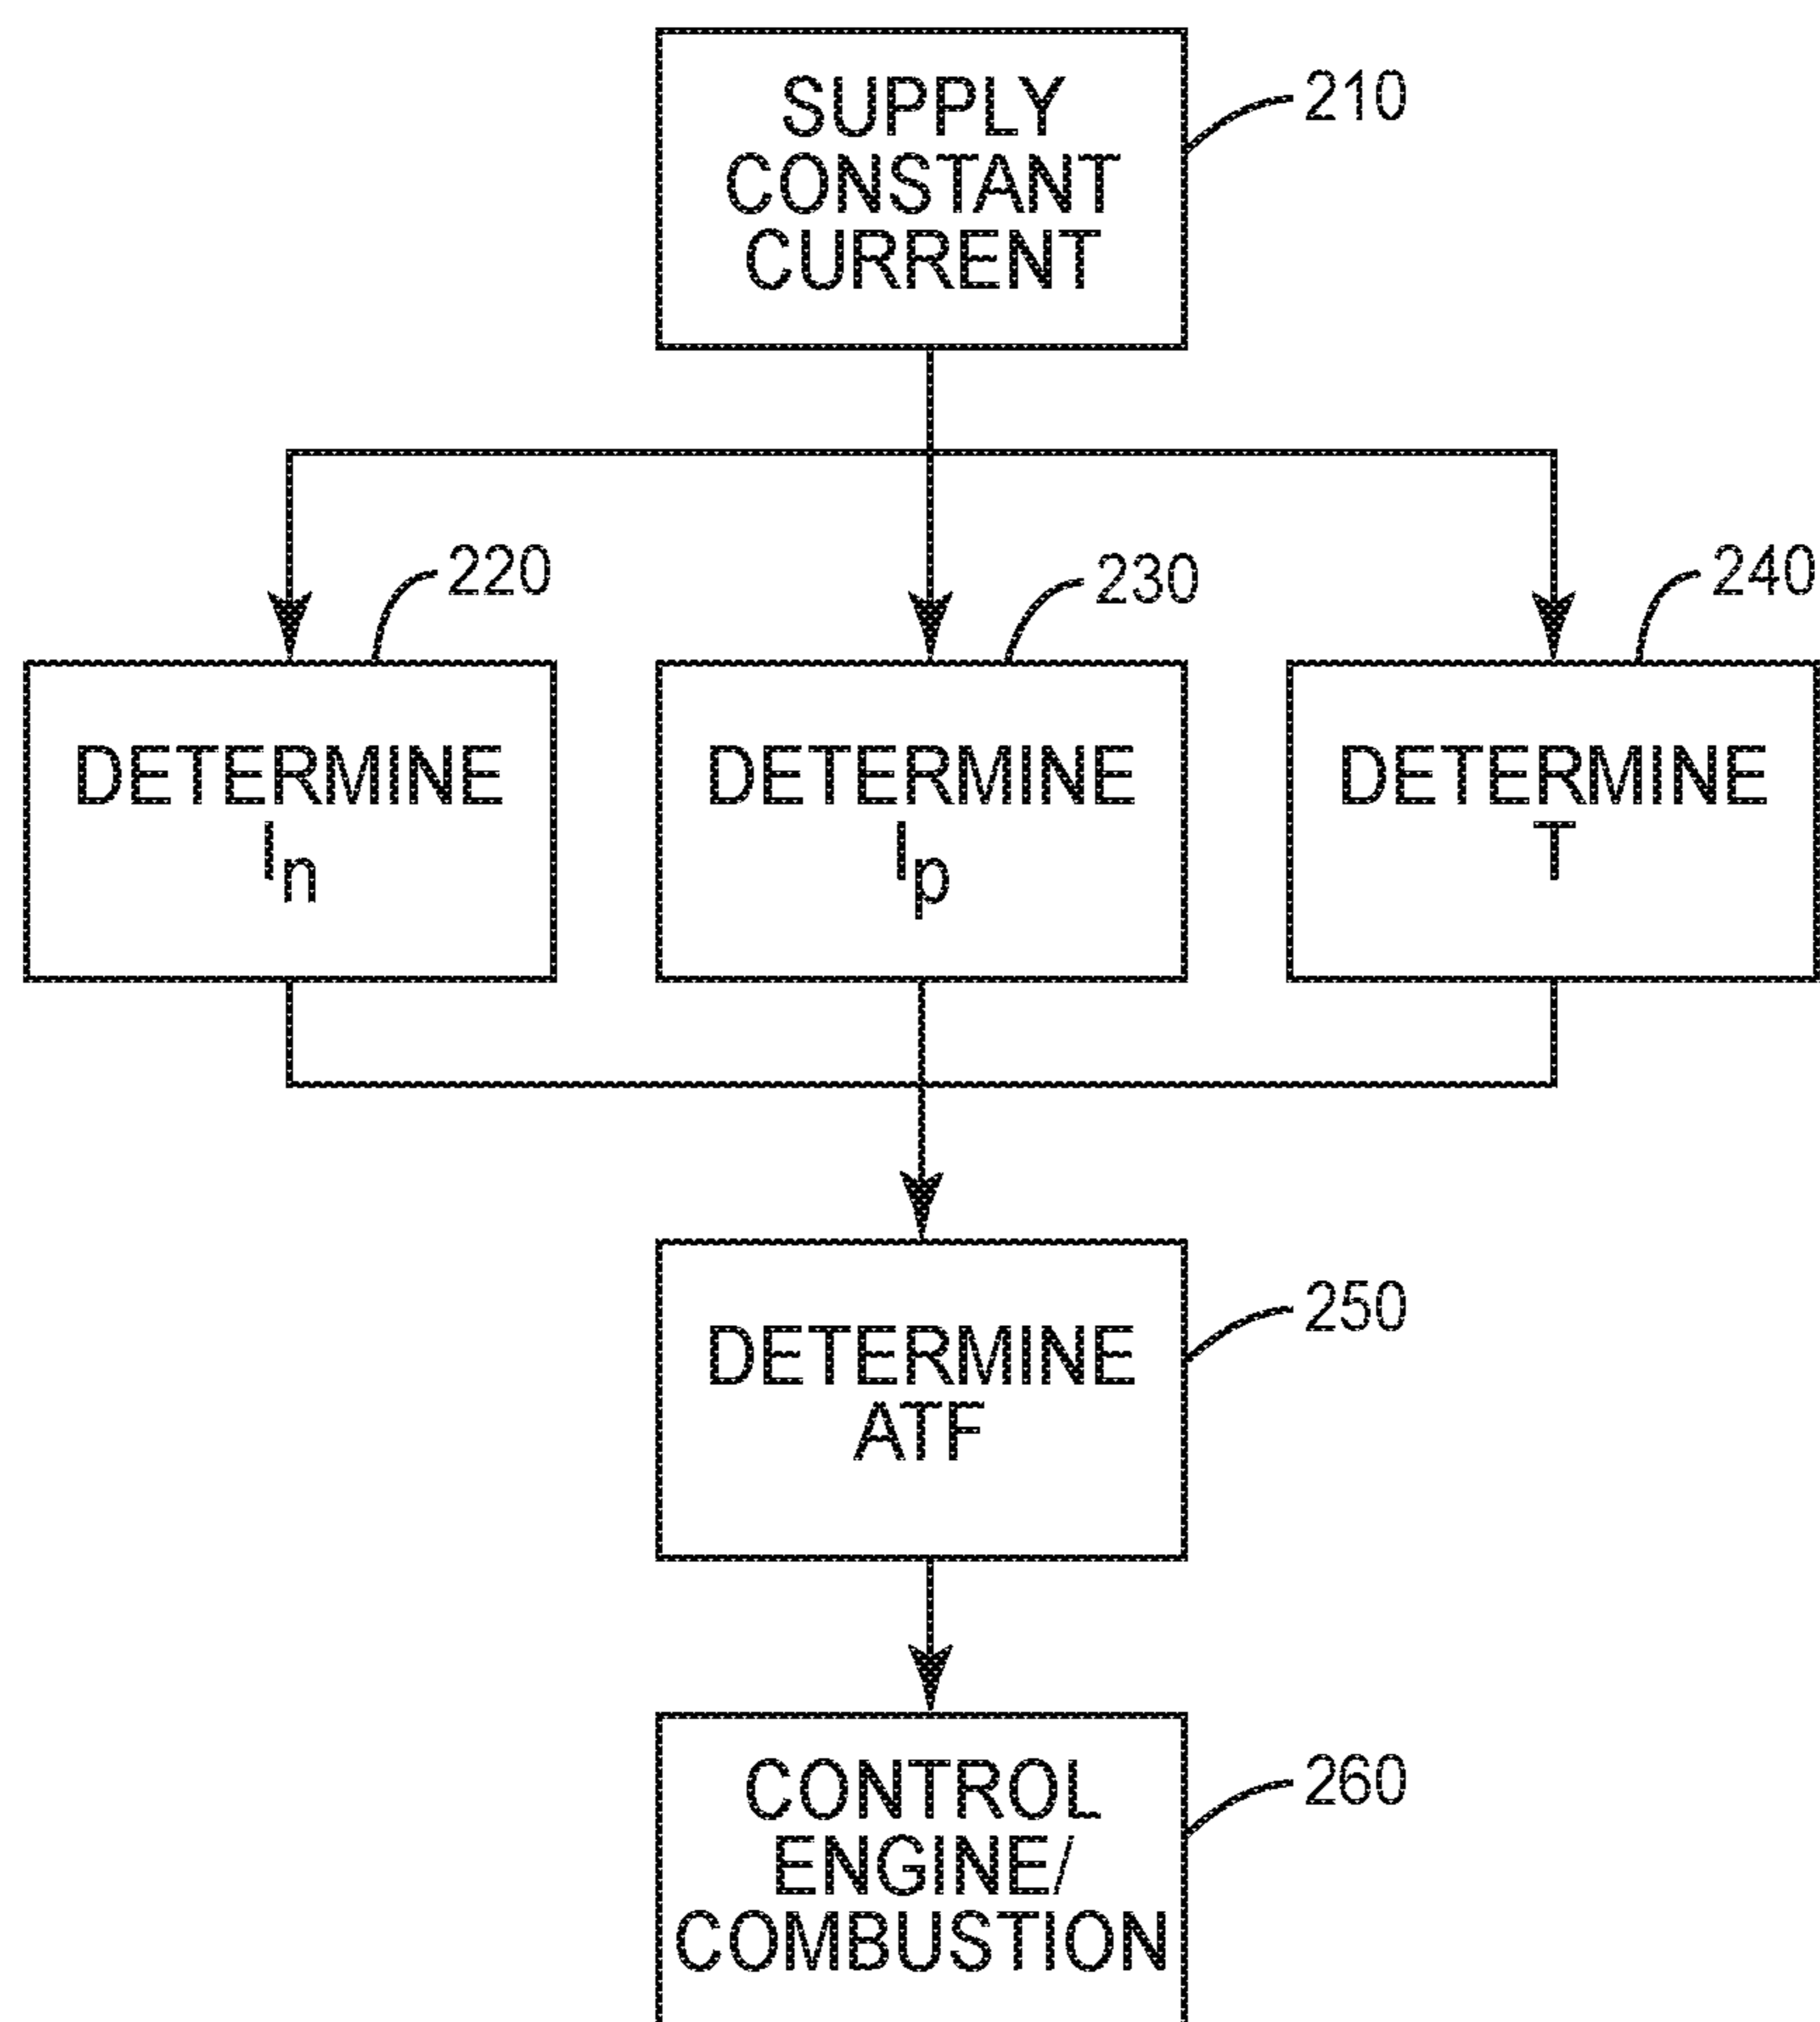 SUPPLY
CONSTANT
CURRENT
210
220
230
240
DETERMINE
In
DETERMINE
Ip
DETERMINE
T
DETERMINE
ATF
250
CONTROL
ENGINE/
COMBUSTION
260